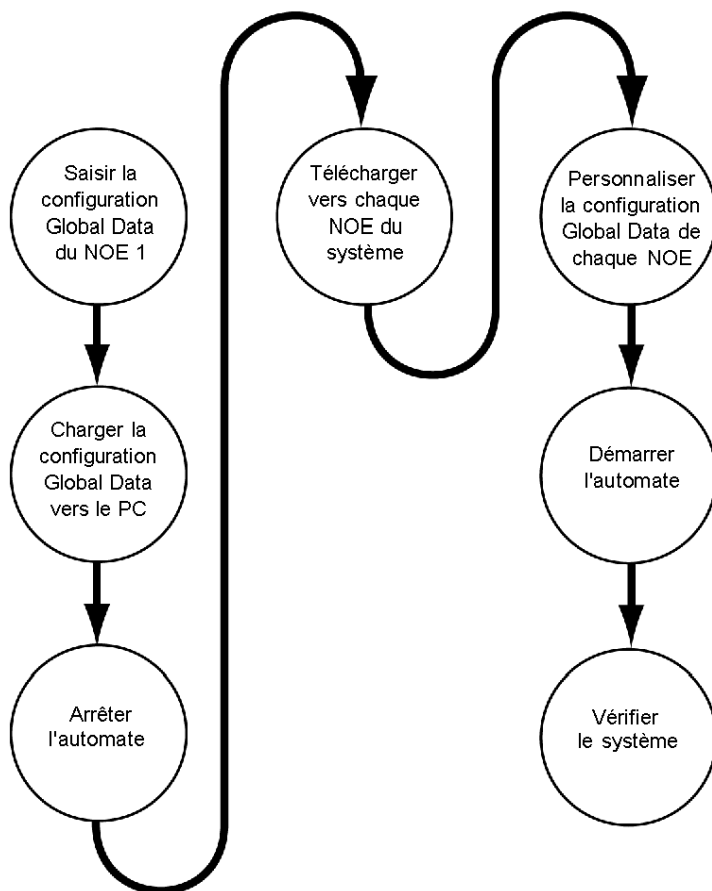 Saisir la
configuration
Global Data
du NOE 1
Charger la
configuration
Global Data
vers le PC
Arrêter
l'automate
Télécharger
vers chaque
NOE du
système
Personnaliser
la configuration
Global Data de
chaque NOE
Démarrer
l'automate
Vérifier
le système